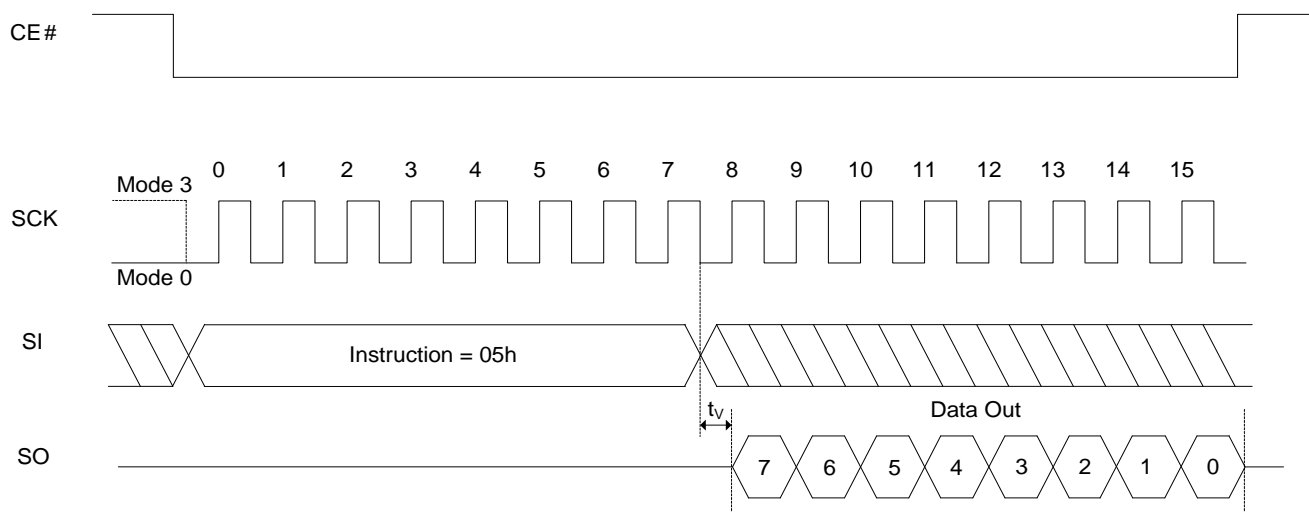 CE#
0 1 2 3 4 5 6 7 8 9 10 11 12 13 14 15
Mode 3
SCK
Mode 0
SI
Instruction = 05h
tV
Data Out
SO
7 6 5 4 3 2 1 0